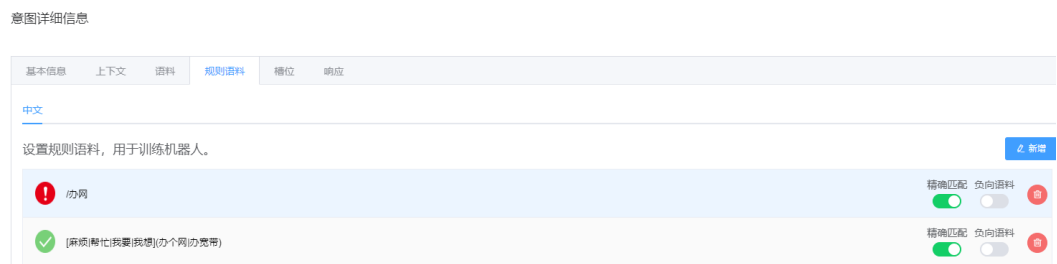 意图详细信息
基本信息 上下文 语料 规则语料 槽位 响应
中文
设置规则语料，用于训练机器人。 新增
/办网 精确匹配 负向语料
[麻烦|帮忙|我要|我想](办个网|办宽带) 精确匹配 负向语料